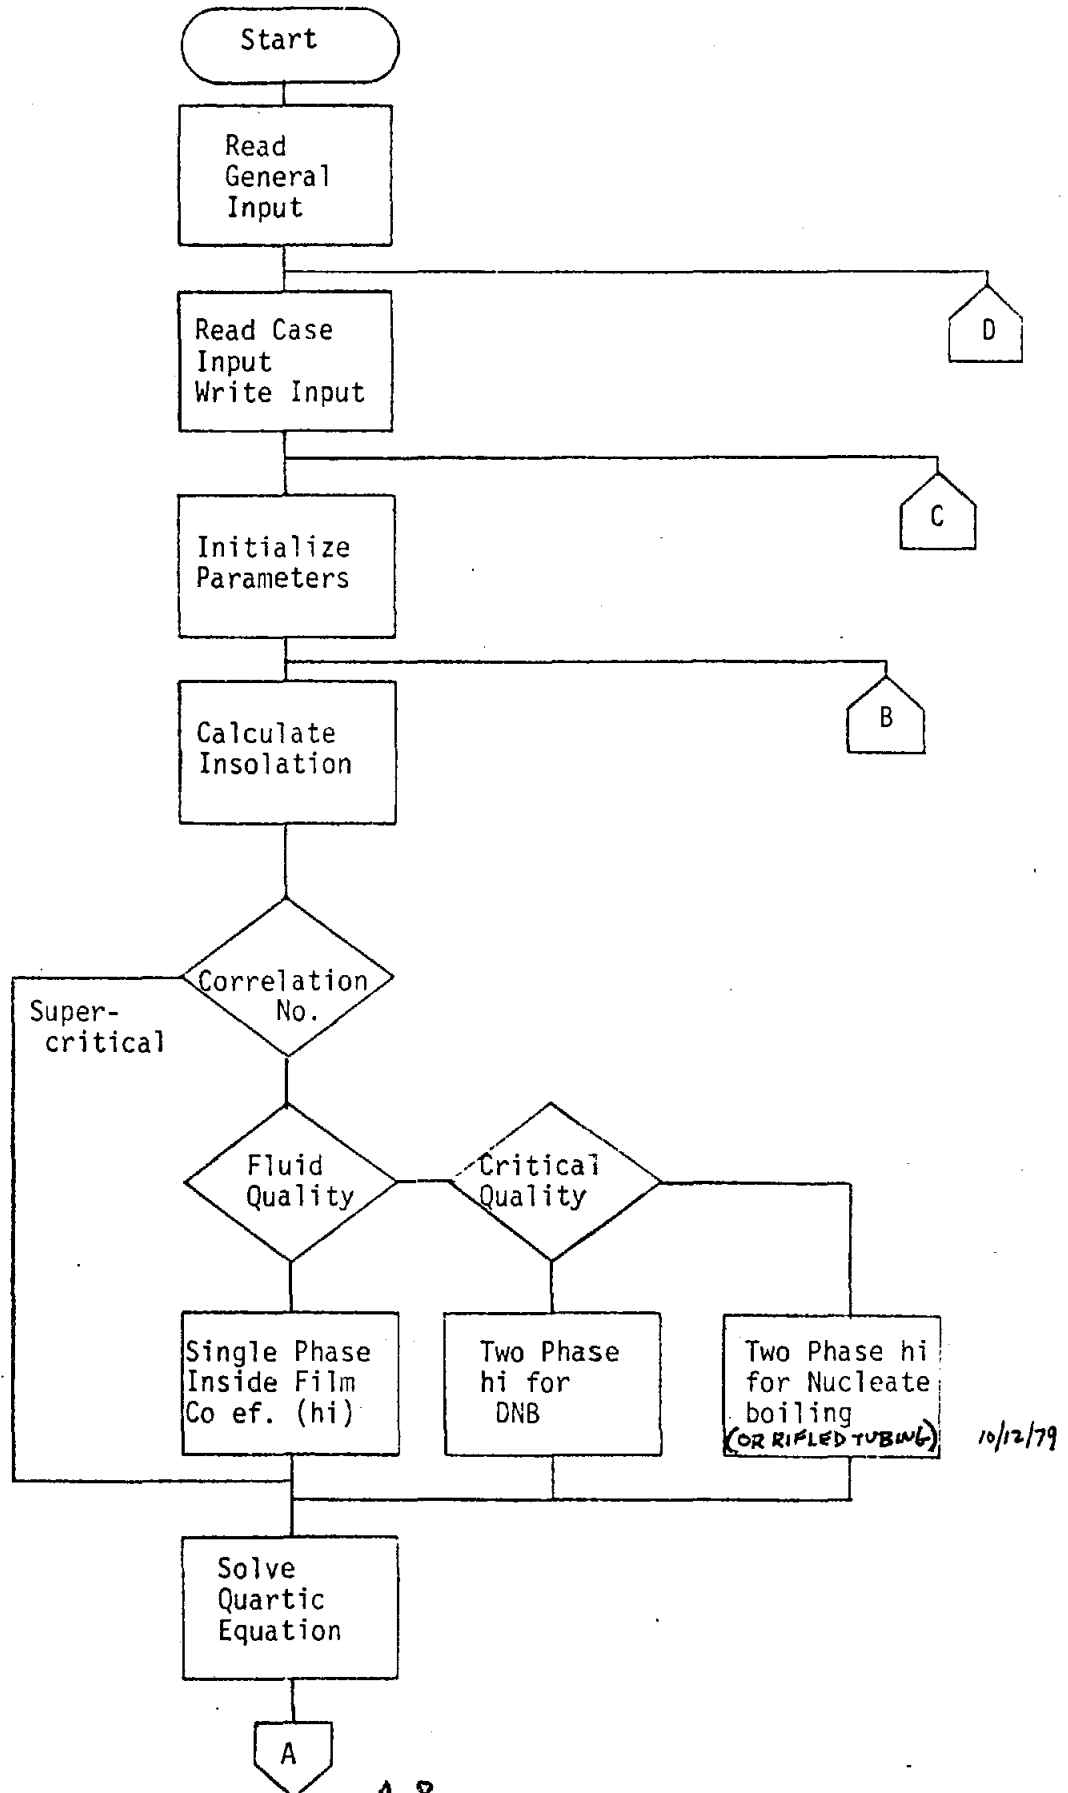 Start
Read
General
Input
Read Case
Input
Write Input
D
C
Initialize
Parameters
B
Calculate
Insolation
Correlation
No.
Super-
critical
Fluid
Quality
Critical
Quality
Single Phase
Inside Film
Co ef. (hi)
Two Phase
hi for
DNB
Two Phase hi
for Nucleate
boiling
(OR RIFLED TUBING)
10/12/79
Solve
Quartic
Equation
A